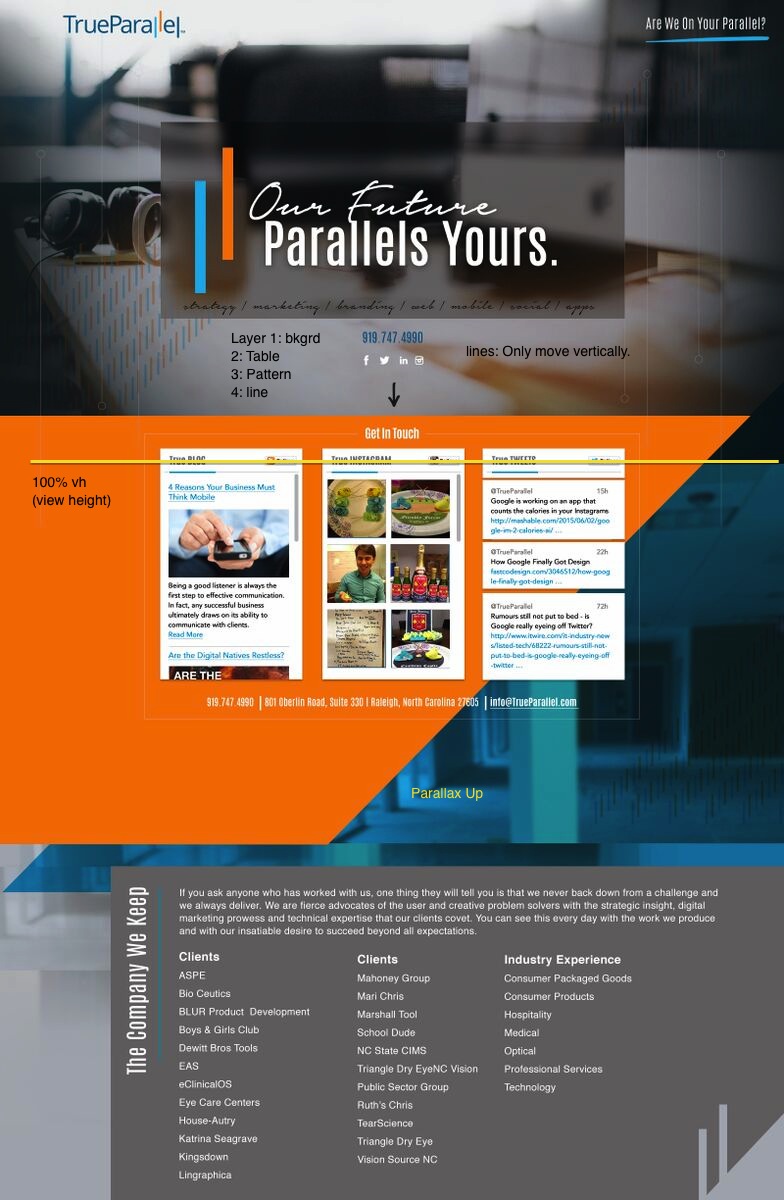 TrueParallel™
Are We On Your Parallel?
Our Future
Parallels Yours.
strategy / marketing / branding / web / mobile / social / apps
Layer 1: bkgrd
2: Table
3: Pattern
4: line
919.747.4990
lines: Only move vertically.
Get In Touch
100% vh
(view height)
True BLOG
4 Reasons Your Business Must
Think Mobile
Being a good listener is always the
first step to effective communication.
In fact, any successful business
ultimately draws on its ability to
communicate with clients.
Read More
Are the Digital Natives Restless?
ARE THE
True INSTAGRAM
True TWEETS
@TrueParallel 15h
Google is working on an app that
counts the calories in your Instagrams
http://mashable.com/2015/06/02/goo
gle-im-2-calories-ai/ ...
@TrueParallel 22h
How Google Finally Got Design
fastcodesign.com/3046512/how-goog
le-finally-got-design ...
@TrueParallel 72h
Rumours still not put to bed - is
Google really eyeing off Twitter?
http://www.itwire.com/it-industry-new
s/listed-tech/68222-rumours-still-not-
put-to-bed-is-google-really-eyeing-off
-twitter ...
919.747.4990 | 801 Oberlin Road, Suite 330 | Raleigh, North Carolina 27605 | info@TrueParallel.com
Parallax Up
The Company We Keep
If you ask anyone who has worked with us, one thing they will tell you is that we never back down from a challenge and
we always deliver. We are fierce advocates of the user and creative problem solvers with the strategic insight, digital
marketing prowess and technical expertise that our clients covet. You can see this every day with the work we produce
and with our insatiable desire to succeed beyond all expectations.
Clients
ASPE
Bio Ceutics
BLUR Product Development
Boys & Girls Club
Dewitt Bros Tools
EAS
eClinicalOS
Eye Care Centers
House-Autry
Katrina Seagrave
Kingsdown
Lingraphica
Clients
Mahoney Group
Mari Chris
Marshall Tool
School Dude
NC State CIMS
Triangle Dry EyeNC Vision
Public Sector Group
Ruth's Chris
TearScience
Triangle Dry Eye
Vision Source NC
Industry Experience
Consumer Packaged Goods
Consumer Products
Hospitality
Medical
Optical
Professional Services
Technology